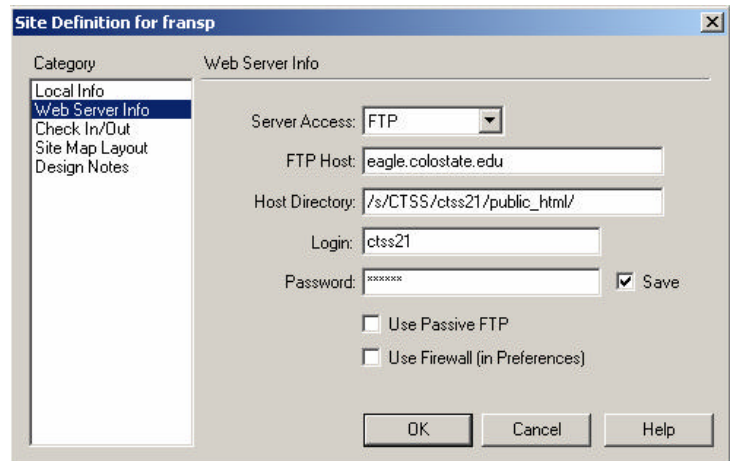 Site Definition for fransp
Category
Local Info
Web Server Info
Check In/Out
Site Map Layout
Design Notes
Web Server Info
Server Access: FTP
FTP Host: eagle.colostate.edu
Host Directory: /s/CTSS/ctss21/public_html/
Login: ctss21
Password: ****** Save
Use Passive FTP
Use Firewall (in Preferences)
OK Cancel Help